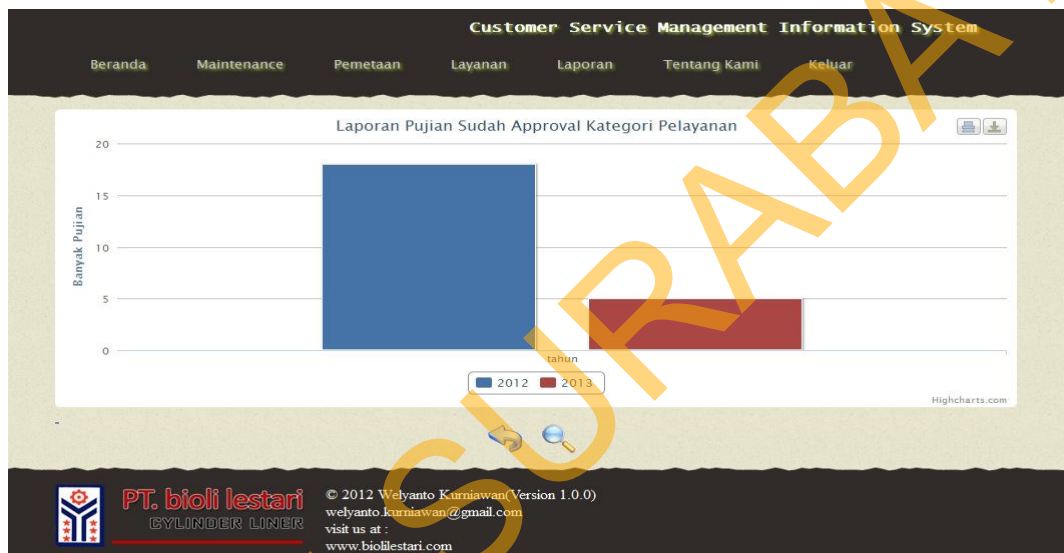 Customer Service Management Information System
Beranda Maintenance Pemetaan Layanan Laporan Tentang Kami Keluar
Laporan Pujian Sudah Approval Kategori Pelayanan
Banyak Pujian
20
15
10
5
0
tahun
2012 2013
Highcharts.com
PT. bioli lestari
CYLINDER LINER
© 2012 Welyanto Kurniawan(Version 1.0.0)
welyanto.kurniawan@gmail.com
visit us at :
www.biolilestari.com
SURABA